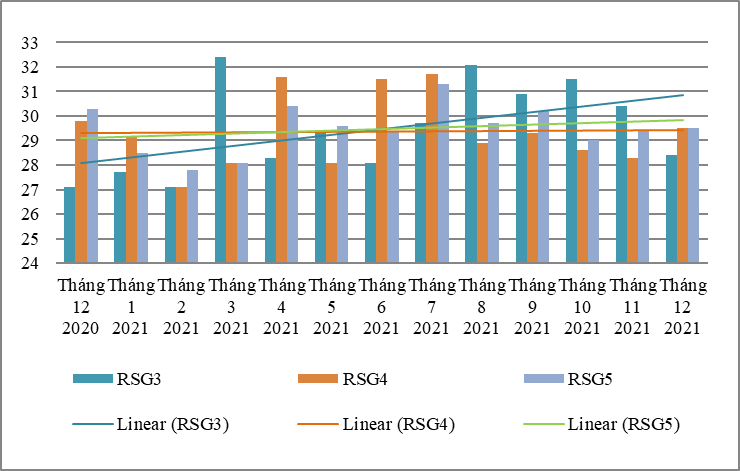 33
32
31
30
29
28
27
26
25
24
Tháng Tháng Tháng Tháng Tháng Tháng Tháng Tháng Tháng Tháng Tháng Tháng Tháng
12 1 2 3 4 5 6 7 8 9 10 11 12
2020 2021 2021 2021 2021 2021 2021 2021 2021 2021 2021 2021 2021
RSG3 RSG4 RSG5
Linear (RSG3) Linear (RSG4) Linear (RSG5)